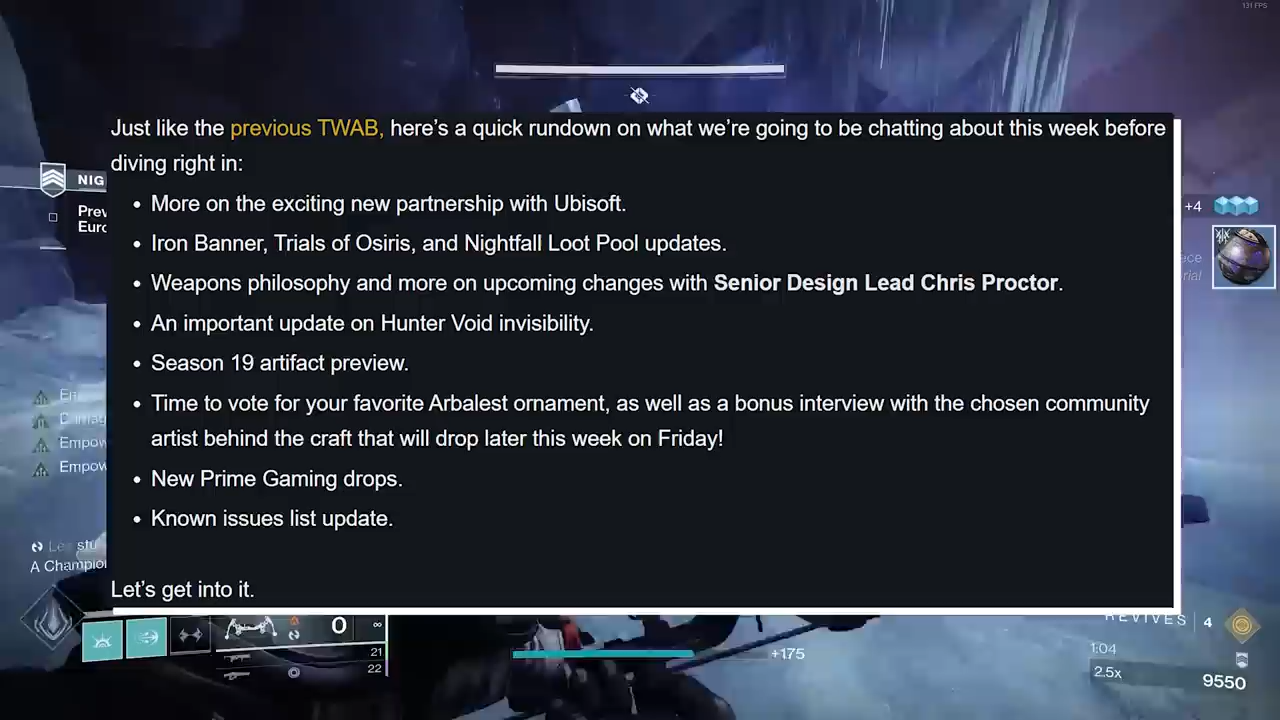 131 FPS
Just like the previous TWAB, here's a quick rundown on what we're going to be chatting about this week before
diving right in:
NIG
• More on the exciting new partnership with Ubisoft.
Prev
Euro
+4
• Iron Banner, Trials of Osiris, and Nightfall Loot Pool updates.
• Weapons philosophy and more on upcoming changes with Senior Design Lead Chris Proctor.
• An important update on Hunter Void invisibility.
• Season 19 artifact preview.
• Time to vote for your favorite Arbalest ornament, as well as a bonus interview with the chosen community
artist behind the craft that will drop later this week on Friday!
Empow
Empow
• New Prime Gaming drops.
• Known issues list update.
A Champio
Let's get into it.
0
∞
21
22
+175
REVIVES 4
1:04
2.5x
9550